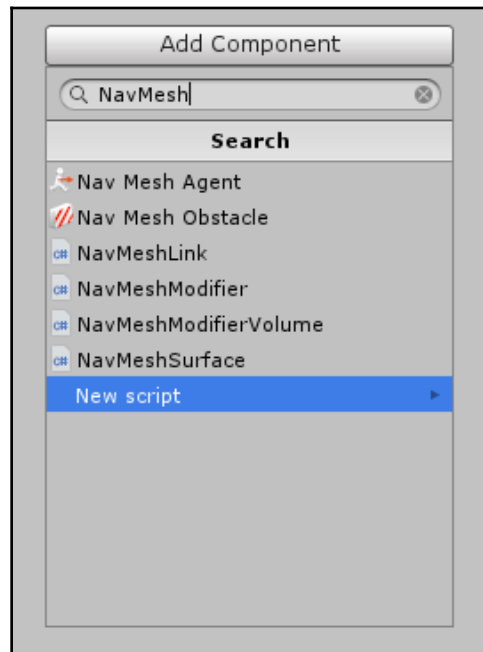 Add Component
NavMesh
Search
Nav Mesh Agent
Nav Mesh Obstacle
c# NavMeshLink
c# NavMeshModifier
c# NavMeshModifierVolume
c# NavMeshSurface
New script